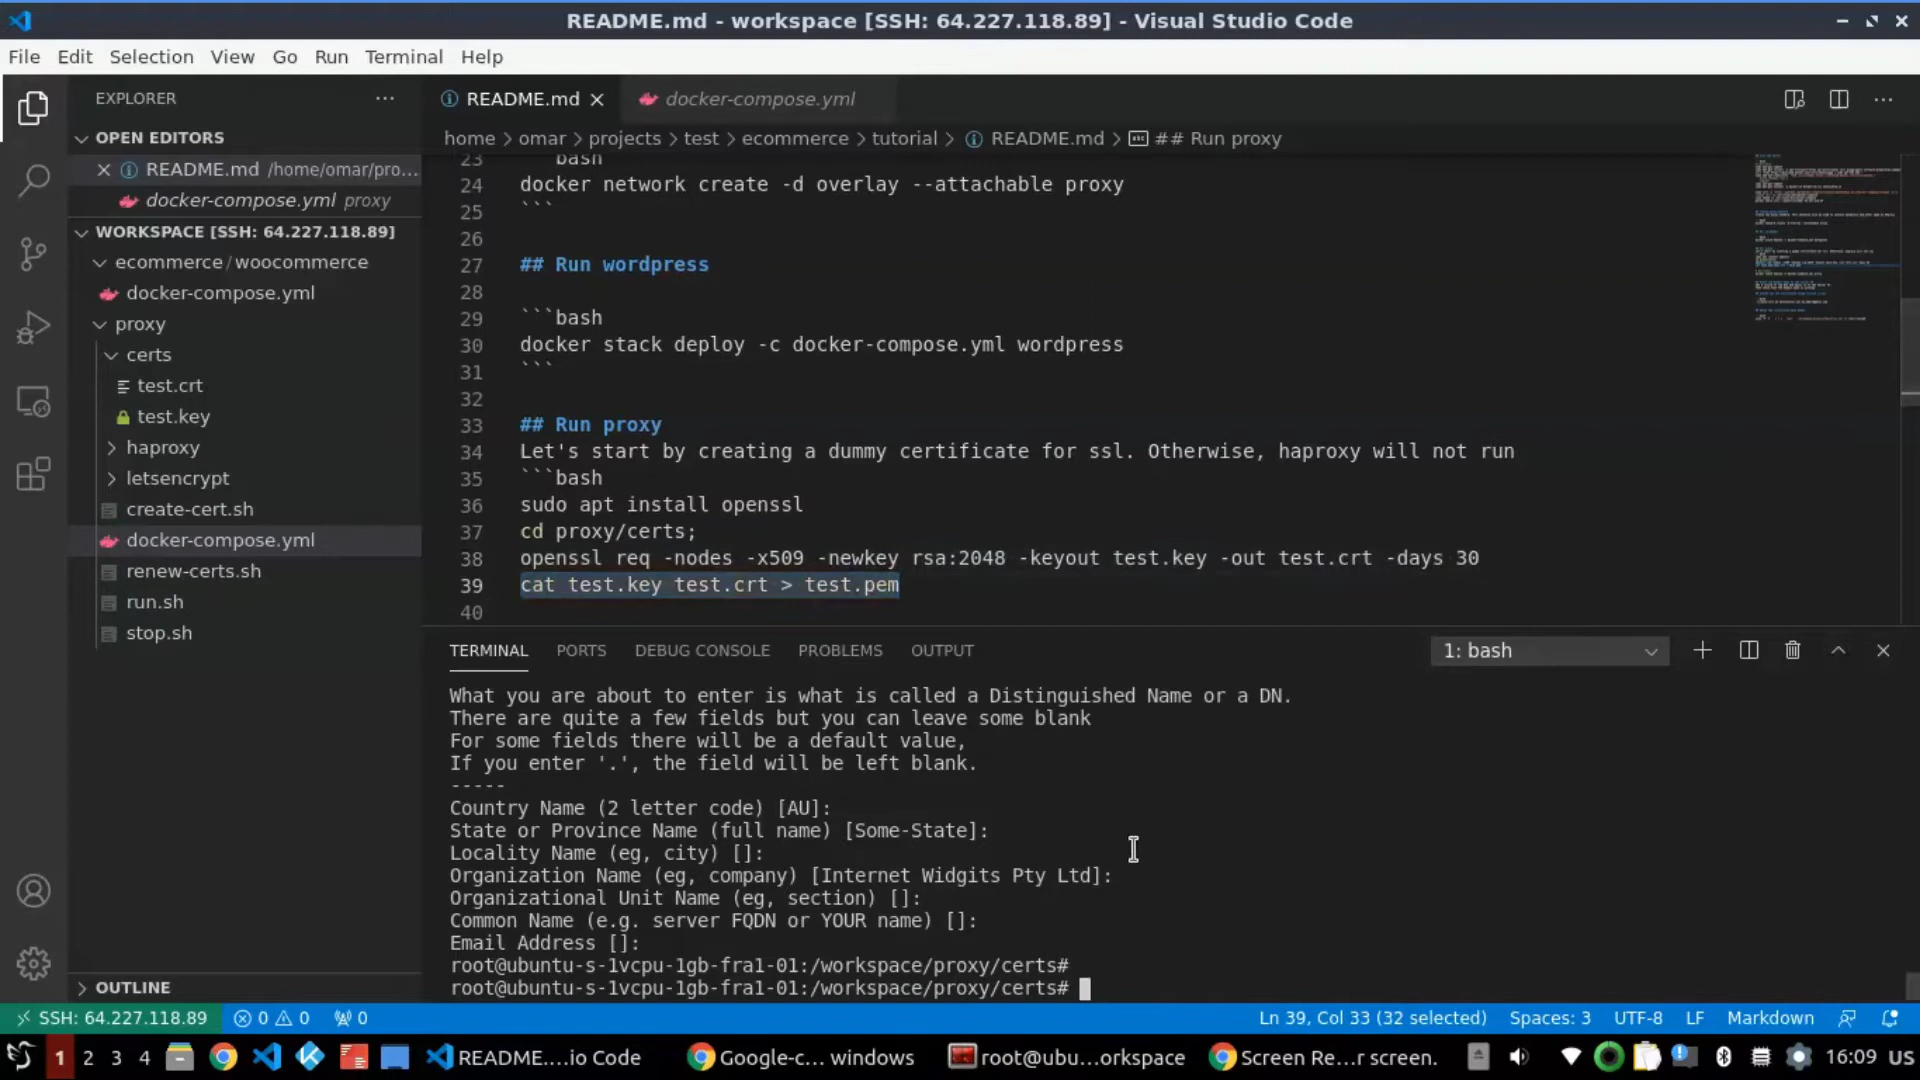 README.md - workspace [SSH: 64.227.118.89] - Visual Studio Code
File Edit Selection View Go Run Terminal Help
EXPLORER
README.md
docker-compose.yml
OPEN EDITORS
README.md /home/omar/pro...
docker-compose.yml proxy
WORKSPACE [SSH: 64.227.118.89]
ecommerce/woocommerce
docker-compose.yml
proxy
certs
test.crt
test.key
haproxy
letsencrypt
create-cert.sh
docker-compose.yml
renew-certs.sh
run.sh
stop.sh
OUTLINE
home > omar > projects > test > ecommerce > tutorial > README.md > ## Run proxy
23 ```bash
24 docker network create -d overlay --attachable proxy
25 ```
26
27 ## Run wordpress
28
29 ```bash
30 docker stack deploy -c docker-compose.yml wordpress
31 ```
32
33 ## Run proxy
34 Let's start by creating a dummy certificate for ssl. Otherwise, haproxy will not run
35 ```bash
36 sudo apt install openssl
37 cd proxy/certs;
38 openssl req -nodes -x509 -newkey rsa:2048 -keyout test.key -out test.crt -days 30
39 cat test.key test.crt > test.pem
40
TERMINAL PORTS DEBUG CONSOLE PROBLEMS OUTPUT 1: bash
What you are about to enter is what is called a Distinguished Name or a DN.
There are quite a few fields but you can leave some blank
For some fields there will be a default value,
If you enter '.', the field will be left blank.
-----
Country Name (2 letter code) [AU]:
State or Province Name (full name) [Some-State]:
Locality Name (eg, city) []:
Organization Name (eg, company) [Internet Widgits Pty Ltd]:
Organizational Unit Name (eg, section) []:
Common Name (e.g. server FQDN or YOUR name) []:
Email Address []:
root@ubuntu-s-1vcpu-1gb-fra1-01:/workspace/proxy/certs#
root@ubuntu-s-1vcpu-1gb-fra1-01:/workspace/proxy/certs#
SSH: 64.227.118.89 0 0 0 Ln 39, Col 33 (32 selected) Spaces: 3 UTF-8 LF Markdown
1 2 3 4 README....io Code Google-c... windows root@ubu...orkspace Screen Re...r screen. 16:09 US